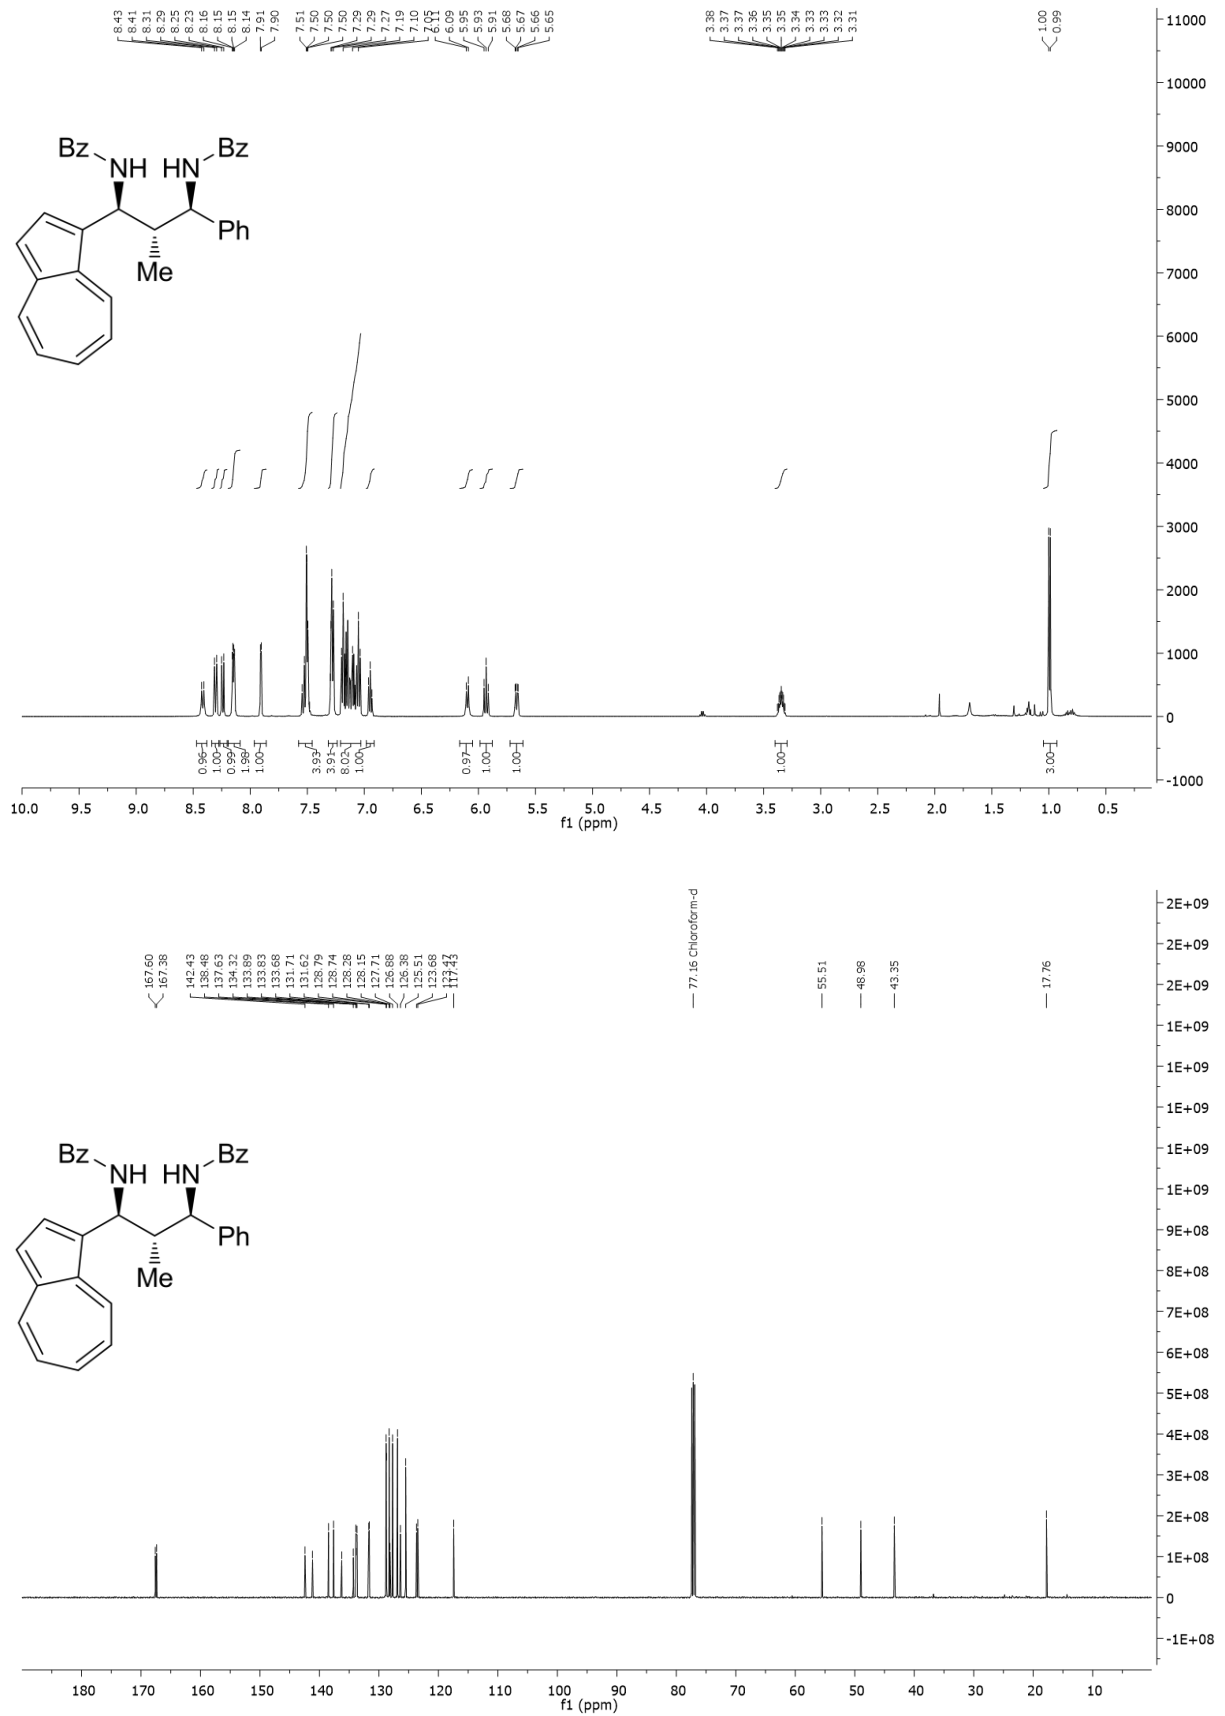 8.43 8.41 8.31 8.29 8.25 8.23 8.16 8.15 8.15 8.14 7.91 7.90 7.51 7.50 7.50 7.50 7.29 7.29 7.27 7.19 7.10 7.05 6.11 6.09 5.95 5.93 5.91 5.68 5.67 5.66 5.65 3.38 3.37 3.37 3.36 3.35 3.35 3.34 3.33 3.33 3.32 3.31 1.00 0.99
11000
10000
9000
8000
7000
6000
5000
4000
3000
2000
1000
0
-1000
Bz Bz
NH HN
Ph
Me
0.96 1.00 0.99 1.98 1.00 3.93 3.91 8.02 1.00 0.97 1.00 1.00 1.00 3.00
10.0 9.5 9.0 8.5 8.0 7.5 7.0 6.5 6.0 5.5 5.0 4.5 4.0 3.5 3.0 2.5 2.0 1.5 1.0 0.5
f1 (ppm)
167.60 167.38 142.43 138.48 137.63 134.32 133.89 133.83 133.68 131.71 131.62 128.79 128.74 128.28 128.15 127.71 126.88 126.38 125.51 123.68 123.47 117.43 77.16 Chloroform-d 55.51 48.98 43.35 17.76
2E+09
2E+09
2E+09
1E+09
1E+09
1E+09
1E+09
1E+09
9E+08
8E+08
7E+08
6E+08
5E+08
4E+08
3E+08
2E+08
1E+08
0
-1E+08
Bz Bz
NH HN
Ph
Me
180 170 160 150 140 130 120 110 100 90 80 70 60 50 40 30 20 10
f1 (ppm)